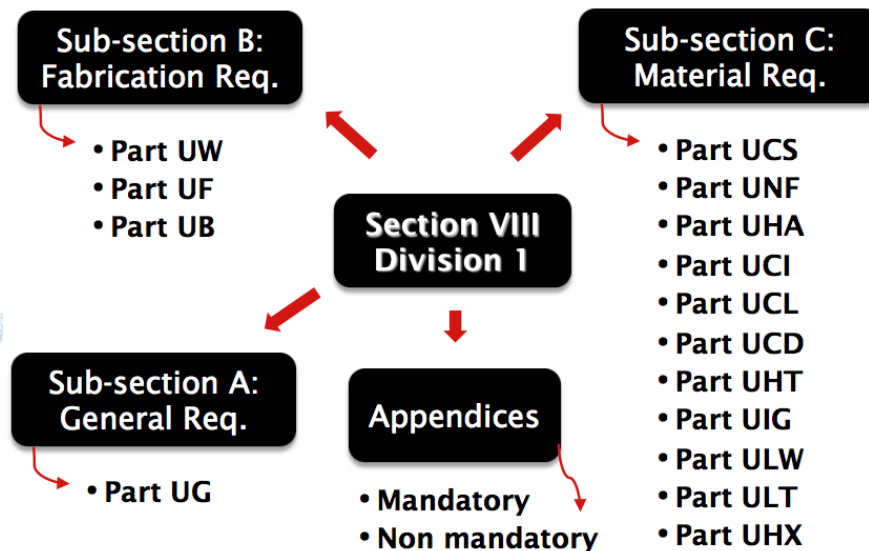 Sub-section B:
Fabrication Req.
• Part UW
• Part UF
• Part UB
Sub-section C:
Material Req.
• Part UCS
• Part UNF
• Part UHA
• Part UCI
• Part UCL
• Part UCD
• Part UHT
• Part UIG
• Part ULW
• Part ULT
• Part UHX
Section VIII
Division 1
Sub-section A:
General Req.
• Part UG
Appendices
• Mandatory
• Non mandatory